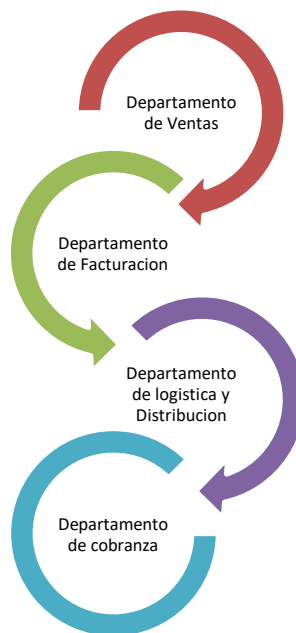 Departamento
de Ventas
Departamento
de Facturacion
Departamento
de logistica y
Distribucion
Departamento
de cobranza